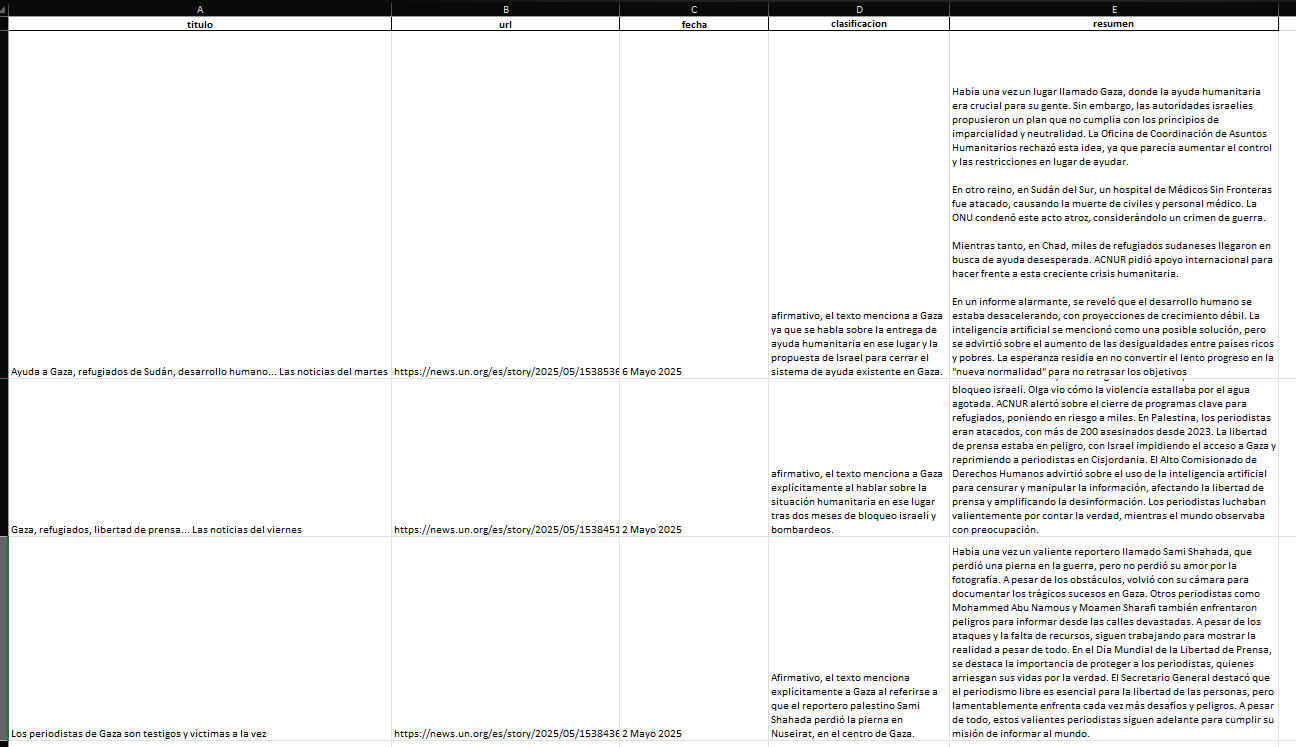 A B C D E
titulo url fecha clasificacion resumen
Había una vez un lugar llamado Gaza, donde la ayuda humanitaria
era crucial para su gente. Sin embargo, las autoridades israelíes
propusieron un plan que no cumplía con los principios de
imparcialidad y neutralidad. La Oficina de Coordinación de Asuntos
Humanitarios rechazó esta idea, ya que parecía aumentar el control
y las restricciones en lugar de ayudar.
En otro reino, en Sudán del Sur, un hospital de Médicos Sin Fronteras
fue atacado, causando la muerte de civiles y personal médico. La
ONU condenó este acto atroz, considerándolo un crimen de guerra.
Mientras tanto, en Chad, miles de refugiados sudaneses llegaron en
busca de ayuda desesperada. ACNUR pidió apoyo internacional para
hacer frente a esta creciente crisis humanitaria.
En un informe alarmante, se reveló que el desarrollo humano se
estaba desacelerando, con proyecciones de crecimiento débil. La
inteligencia artificial se mencionó como una posible solución, pero
se advirtió sobre el aumento de las desigualdades entre países ricos
y pobres. La esperanza residía en no convertir el lento progreso en la
"nueva normalidad" para no retrasar los objetivos
afirmativo, el texto menciona a Gaza
ya que se habla sobre la entrega de
ayuda humanitaria en ese lugar y la
propuesta de Israel para cerrar el
sistema de ayuda existente en Gaza.
Ayuda a Gaza, refugiados de Sudán, desarrollo humano... Las noticias del martes
https://news.un.org/es/story/2025/05/1538536
6 Mayo 2025
bloqueo israelí. Olga vio cómo la violencia estallaba por el agua
agotada. ACNUR alertó sobre el cierre de programas clave para
refugiados, poniendo en riesgo a miles. En Palestina, los periodistas
eran atacados, con más de 200 asesinados desde 2023. La libertad
de prensa estaba en peligro, con Israel impidiendo el acceso a Gaza y
reprimiendo a periodistas en Cisjordania. El Alto Comisionado de
Derechos Humanos advirtió sobre el uso de la inteligencia artificial
para censurar y manipular la información, afectando la libertad de
prensa y amplificando la desinformación. Los periodistas luchaban
valientemente por contar la verdad, mientras el mundo observaba
con preocupación.
afirmativo, el texto menciona a Gaza
explícitamente al hablar sobre la
situación humanitaria en ese lugar
tras dos meses de bloqueo israelí y
bombardeos.
Gaza, refugiados, libertad de prensa... Las noticias del viernes
https://news.un.org/es/story/2025/05/1538451
2 Mayo 2025
Había una vez un valiente reportero llamado Sami Shahada, que
perdió una pierna en la guerra, pero no perdió su amor por la
fotografía. A pesar de los obstáculos, volvió con su cámara para
documentar los trágicos sucesos en Gaza. Otros periodistas como
Mohammed Abu Namous y Moamen Sharafi también enfrentaron
peligros para informar desde las calles devastadas. A pesar de los
ataques y la falta de recursos, siguen trabajando para mostrar la
realidad a pesar de todo. En el Día Mundial de la Libertad de Prensa,
se destaca la importancia de proteger a los periodistas, quienes
arriesgan sus vidas por la verdad. El Secretario General destacó que
el periodismo libre es esencial para la libertad de las personas, pero
lamentablemente enfrenta cada vez más desafíos y peligros. A pesar
de todo, estos valientes periodistas siguen adelante para cumplir su
misión de informar al mundo.
Afirmativo, el texto menciona
explícitamente a Gaza al referirse a
que el reportero palestino Sami
Shahada perdió la pierna en
Nuseirat, en el centro de Gaza.
Los periodistas de Gaza son testigos y víctimas a la vez
https://news.un.org/es/story/2025/05/1538436
2 Mayo 2025